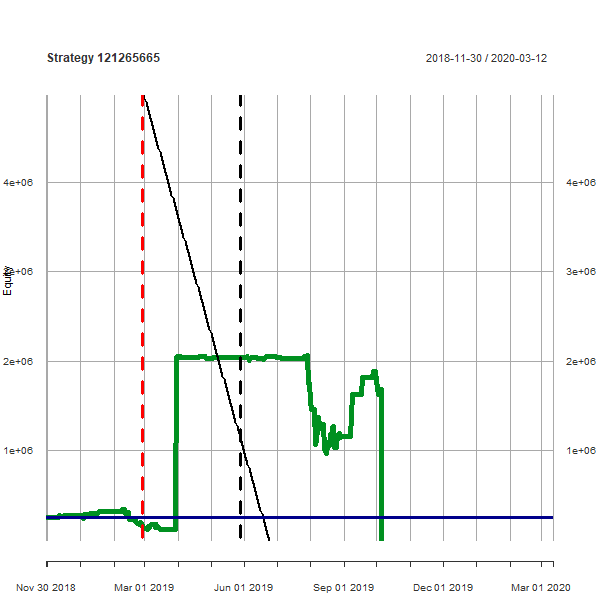 Strategy 121265665
2018-11-30 / 2020-03-12
4e+06
4e+06
3e+06
3e+06
Equity
2e+06
2e+06
1e+06
1e+06
Nov 30 2018
Mar 01 2019
Jun 01 2019
Sep 01 2019
Dec 01 2019
Mar 01 2020